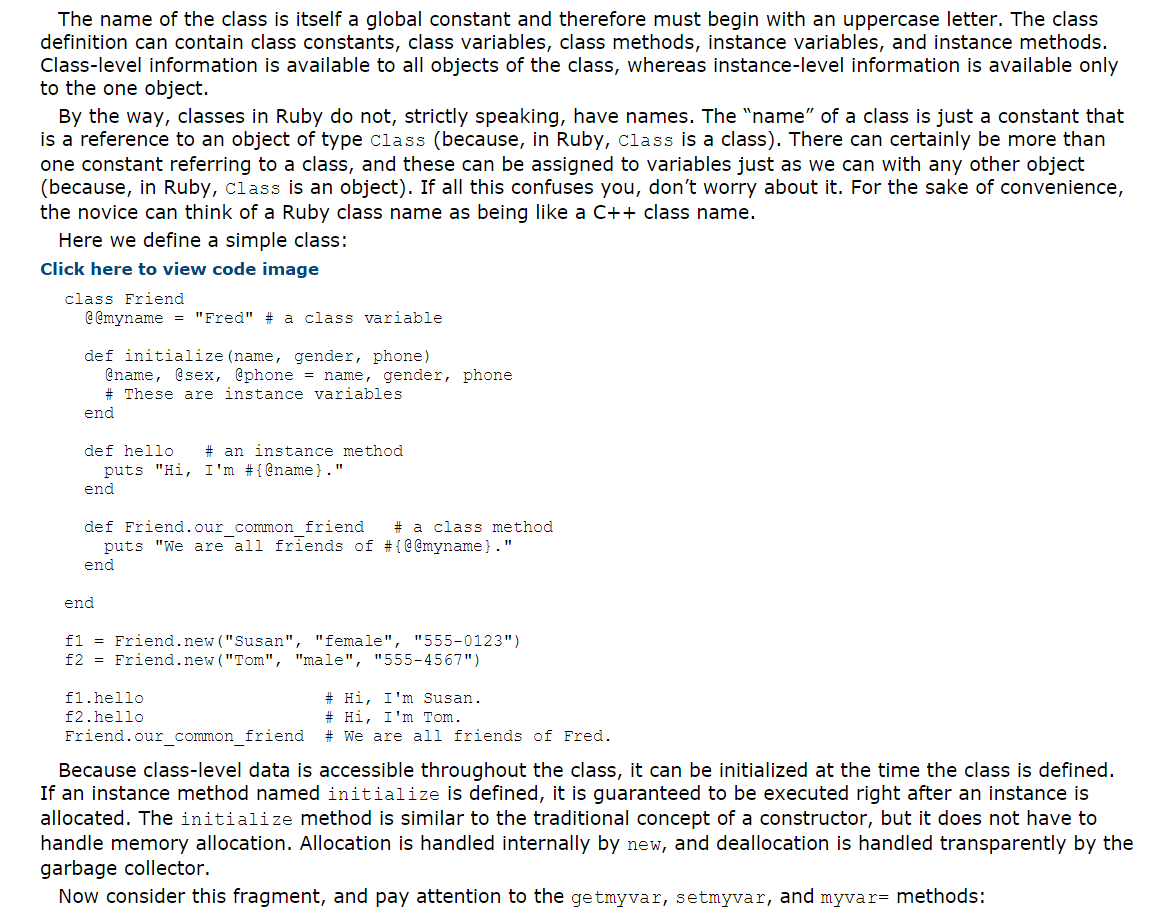 The name of the class is itself a global constant and therefore must begin with an uppercase letter. The class
definition can contain class constants, class variables, class methods, instance variables, and instance methods.
Class-level information is available to all objects of the class, whereas instance-level information is available only
to the one object.
By the way, classes in Ruby do not, strictly speaking, have names. The “name” of a class is just a constant that
is a reference to an object of type Class (because, in Ruby, Class is a class). There can certainly be more than
one constant referring to a class, and these can be assigned to variables just as we can with any other object
(because, in Ruby, Class is an object). If all this confuses you, don’t worry about it. For the sake of convenience,
the novice can think of a Ruby class name as being like a C++ class name.
Here we define a simple class:
Click here to view code image
class Friend
  @@myname = "Fred" # a class variable

  def initialize(name, gender, phone)
    @name, @sex, @phone = name, gender, phone
    # These are instance variables
  end

  def hello   # an instance method
    puts "Hi, I'm #{@name}."
  end

  def Friend.our_common_friend   # a class method
    puts "We are all friends of #{@@myname}."
  end

end

f1 = Friend.new("Susan", "female", "555-0123")
f2 = Friend.new("Tom", "male", "555-4567")

f1.hello                  # Hi, I'm Susan.
f2.hello                  # Hi, I'm Tom.
Friend.our_common_friend  # We are all friends of Fred.
Because class-level data is accessible throughout the class, it can be initialized at the time the class is defined.
If an instance method named initialize is defined, it is guaranteed to be executed right after an instance is
allocated. The initialize method is similar to the traditional concept of a constructor, but it does not have to
handle memory allocation. Allocation is handled internally by new, and deallocation is handled transparently by the
garbage collector.
Now consider this fragment, and pay attention to the getmyvar, setmyvar, and myvar= methods: